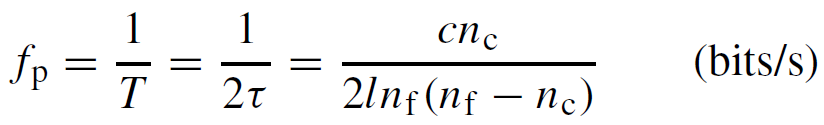 f_p = 1/T = 1/2τ = cn_c/2ln_f(n_f − n_c) (bits/s)